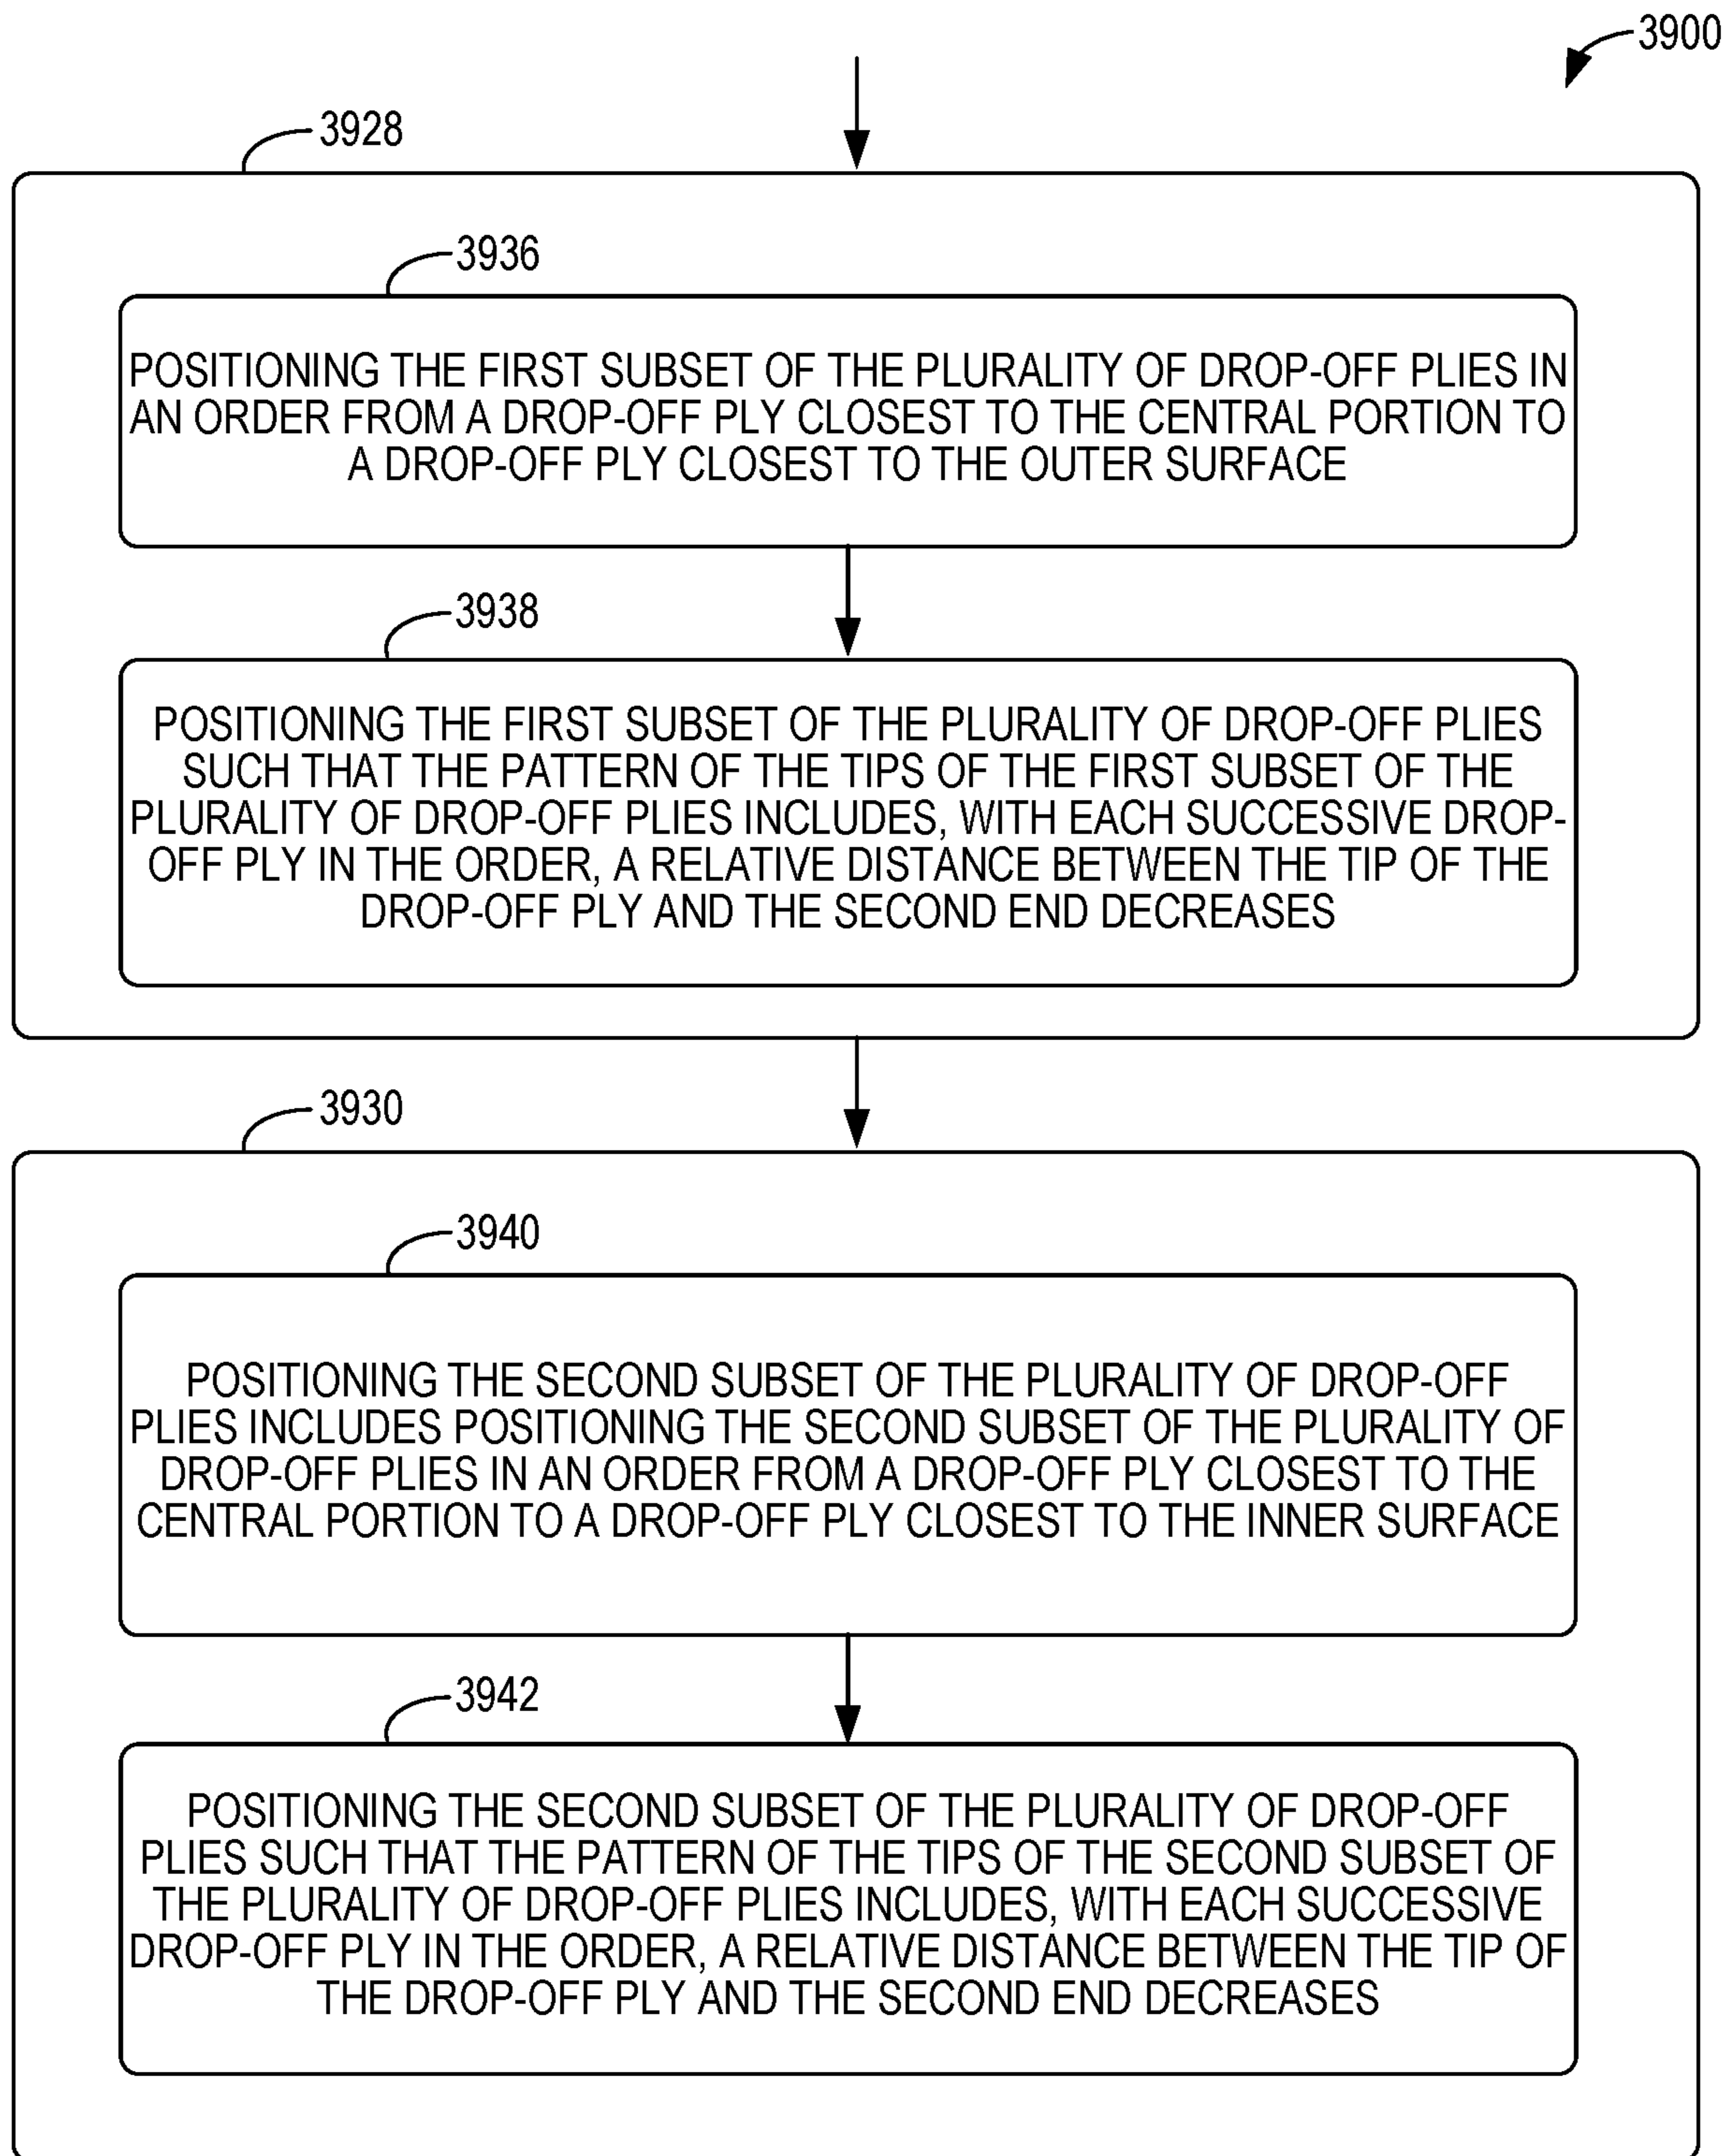 3900
3928
3936
POSITIONING THE FIRST SUBSET OF THE PLURALITY OF DROP-OFF PLIES IN
AN ORDER FROM A DROP-OFF PLY CLOSEST TO THE CENTRAL PORTION TO
A DROP-OFF PLY CLOSEST TO THE OUTER SURFACE
3938
POSITIONING THE FIRST SUBSET OF THE PLURALITY OF DROP-OFF PLIES
SUCH THAT THE PATTERN OF THE TIPS OF THE FIRST SUBSET OF THE
PLURALITY OF DROP-OFF PLIES INCLUDES, WITH EACH SUCCESSIVE DROP-
OFF PLY IN THE ORDER, A RELATIVE DISTANCE BETWEEN THE TIP OF THE
DROP-OFF PLY AND THE SECOND END DECREASES
3930
3940
POSITIONING THE SECOND SUBSET OF THE PLURALITY OF DROP-OFF
PLIES INCLUDES POSITIONING THE SECOND SUBSET OF THE PLURALITY OF
DROP-OFF PLIES IN AN ORDER FROM A DROP-OFF PLY CLOSEST TO THE
CENTRAL PORTION TO A DROP-OFF PLY CLOSEST TO THE INNER SURFACE
3942
POSITIONING THE SECOND SUBSET OF THE PLURALITY OF DROP-OFF
PLIES SUCH THAT THE PATTERN OF THE TIPS OF THE SECOND SUBSET OF
THE PLURALITY OF DROP-OFF PLIES INCLUDES, WITH EACH SUCCESSIVE
DROP-OFF PLY IN THE ORDER, A RELATIVE DISTANCE BETWEEN THE TIP OF
THE DROP-OFF PLY AND THE SECOND END DECREASES